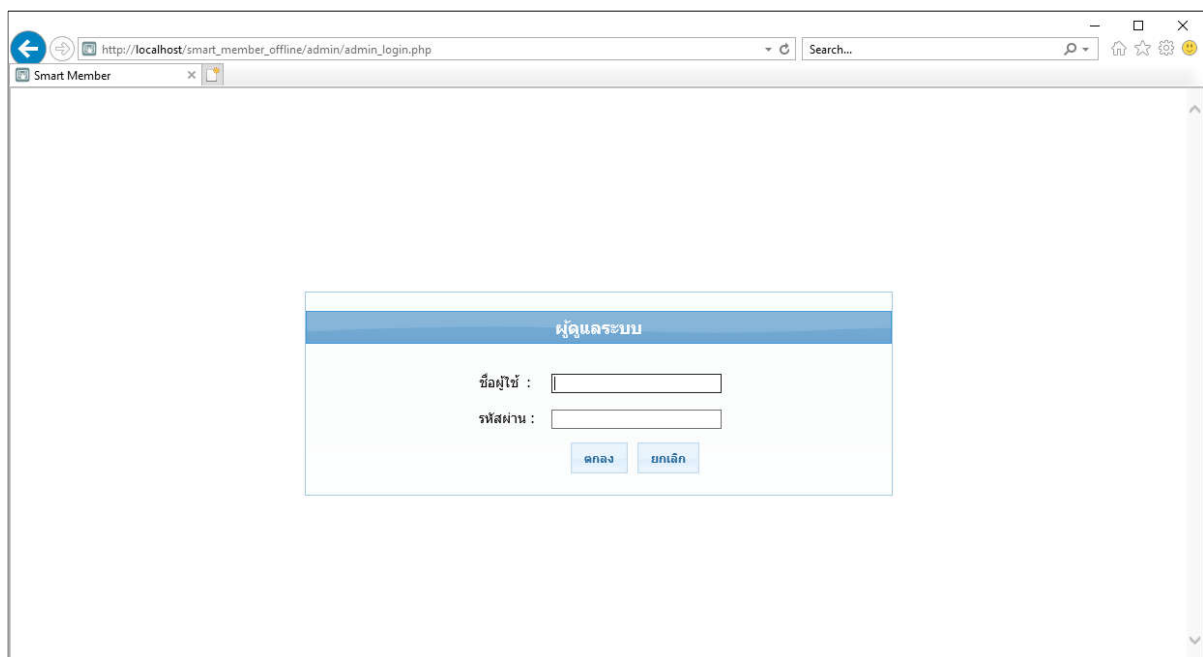 http://localhost/smart_member_offline/admin/admin_login.php
Search...
Smart Member
ผู้ดูแลระบบ
ชื่อผู้ใช้ :
รหัสผ่าน :
ตกลง ยกเลิก